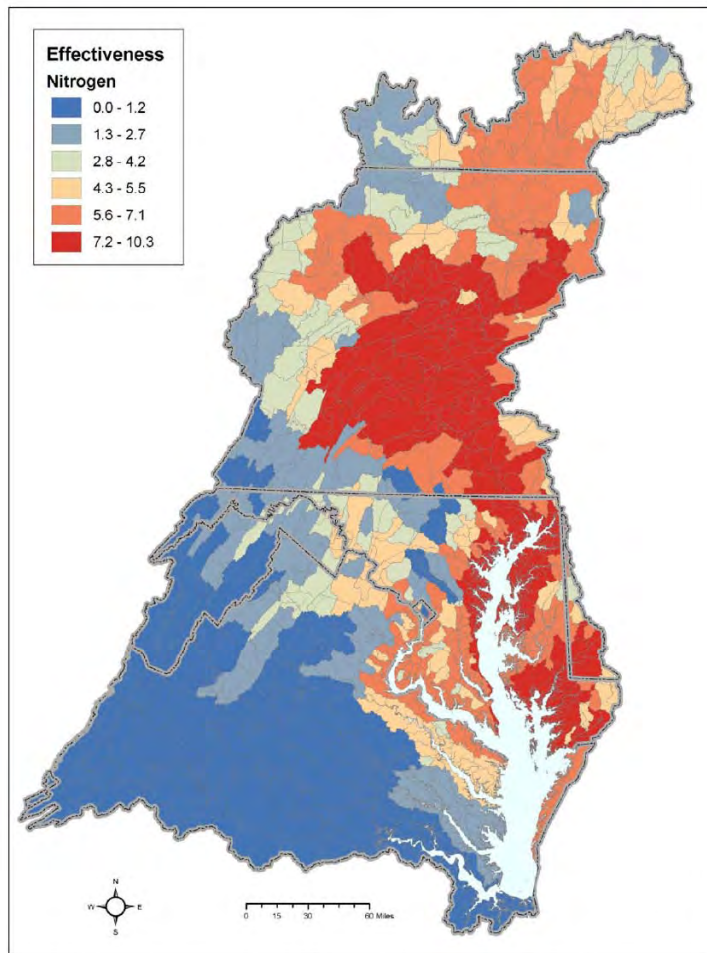 Effectiveness
Nitrogen
0.0 - 1.2
1.3 - 2.7
2.8 - 4.2
4.3 - 5.5
5.6 - 7.1
7.2 - 10.3
N
W E
S
0 15 30 60 Miles